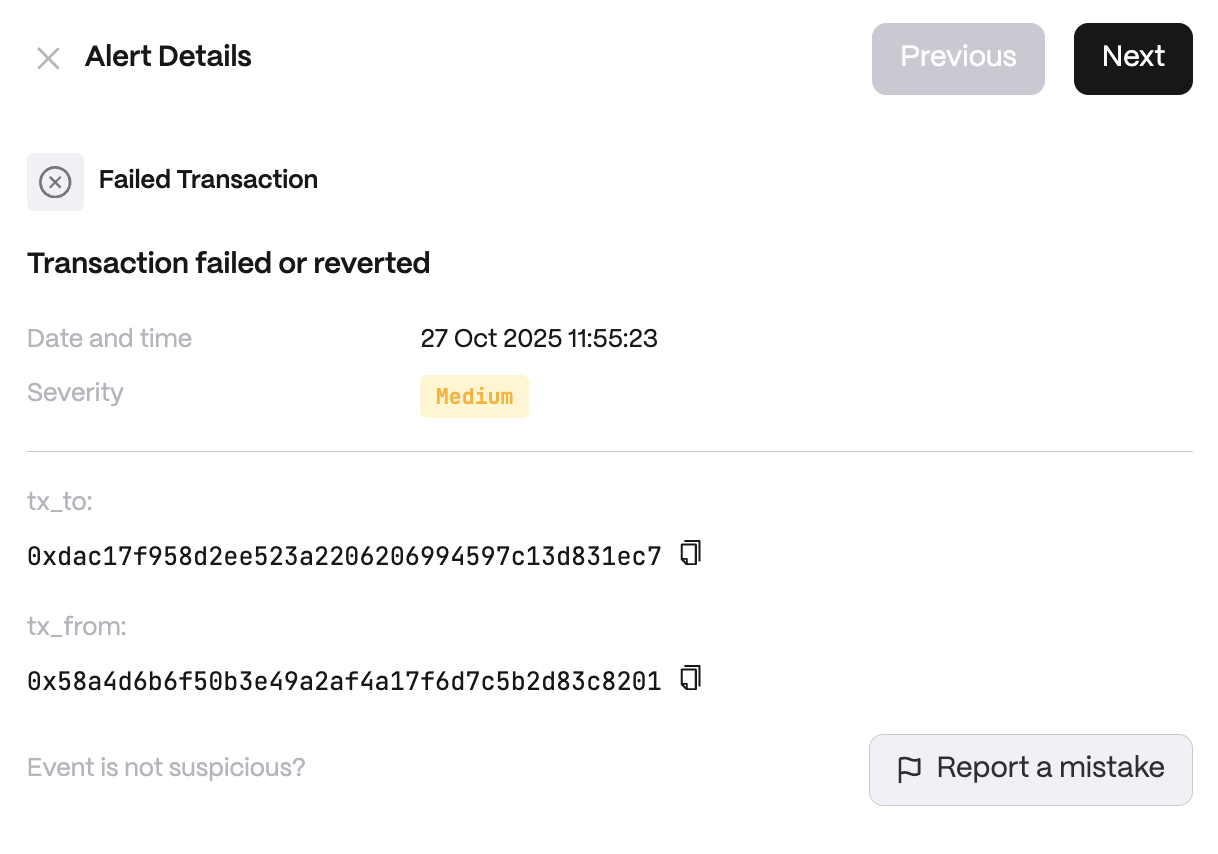 Alert Details
Previous
Next
Failed Transaction
Transaction failed or reverted
Date and time
27 Oct 2025 11:55:23
Severity
Medium
tx_to:
0xdac17f958d2ee523a2206206994597c13d831ec7
tx_from:
0x58a4d6b6f50b3e49a2af4a17f6d7c5b2d83c8201
Event is not suspicious?
Report a mistake